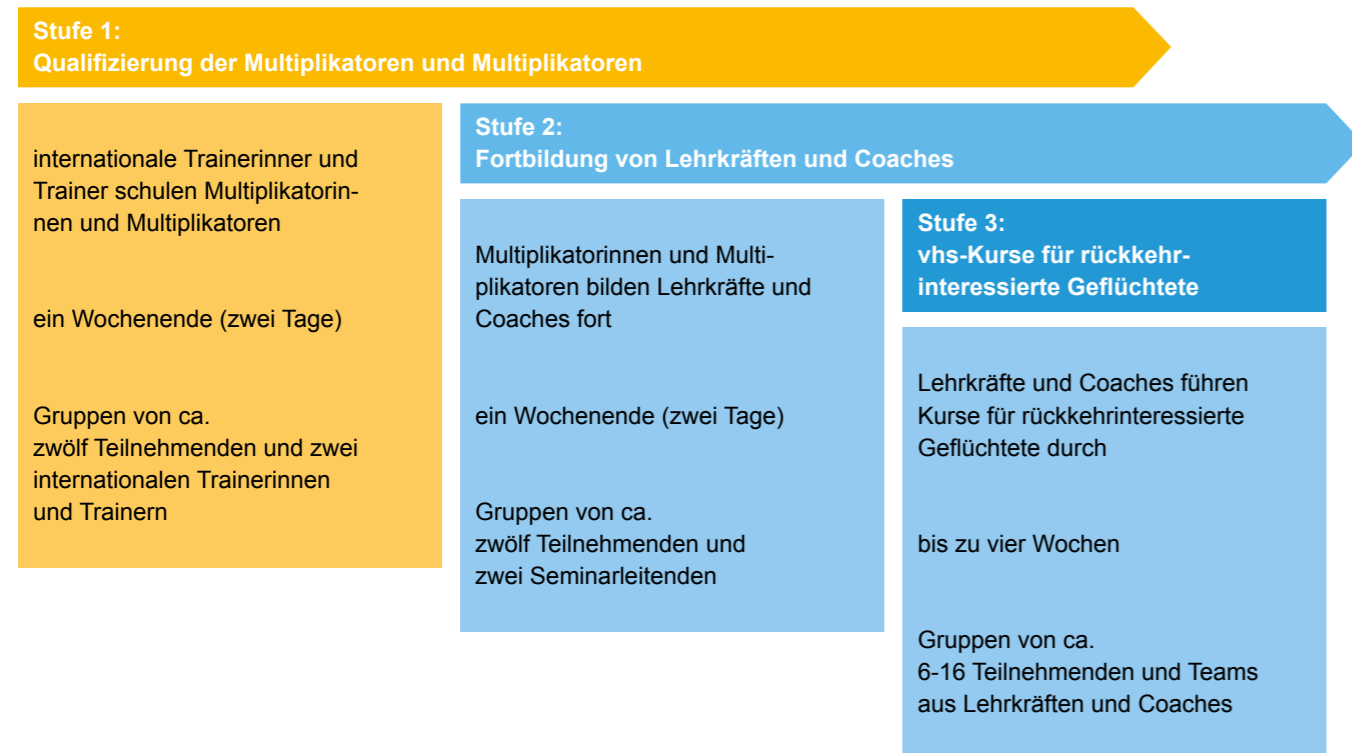 Stufe 1:
Qualifizierung der Multiplikatoren und Multiplikatoren
internationale Trainerinner und
Trainer schulen Multiplikatorin-
nen und Multiplikatoren
ein Wochenende (zwei Tage)
Gruppen von ca.
zwölf Teilnehmenden und zwei
internationalen Trainerinnen
und Trainern
Stufe 2:
Fortbildung von Lehrkräften und Coaches
Multiplikatorinnen und Multi-
plikatoren bilden Lehrkräfte und
Coaches fort
ein Wochenende (zwei Tage)
Gruppen von ca.
zwölf Teilnehmenden und
zwei Seminarleitenden
Stufe 3:
vhs-Kurse für rückkehr-
interessierte Geflüchtete
Lehrkräfte und Coaches führen
Kurse für rückkehrinteressierte
Geflüchtete durch
bis zu vier Wochen
Gruppen von ca.
6-16 Teilnehmenden und Teams
aus Lehrkräften und Coaches